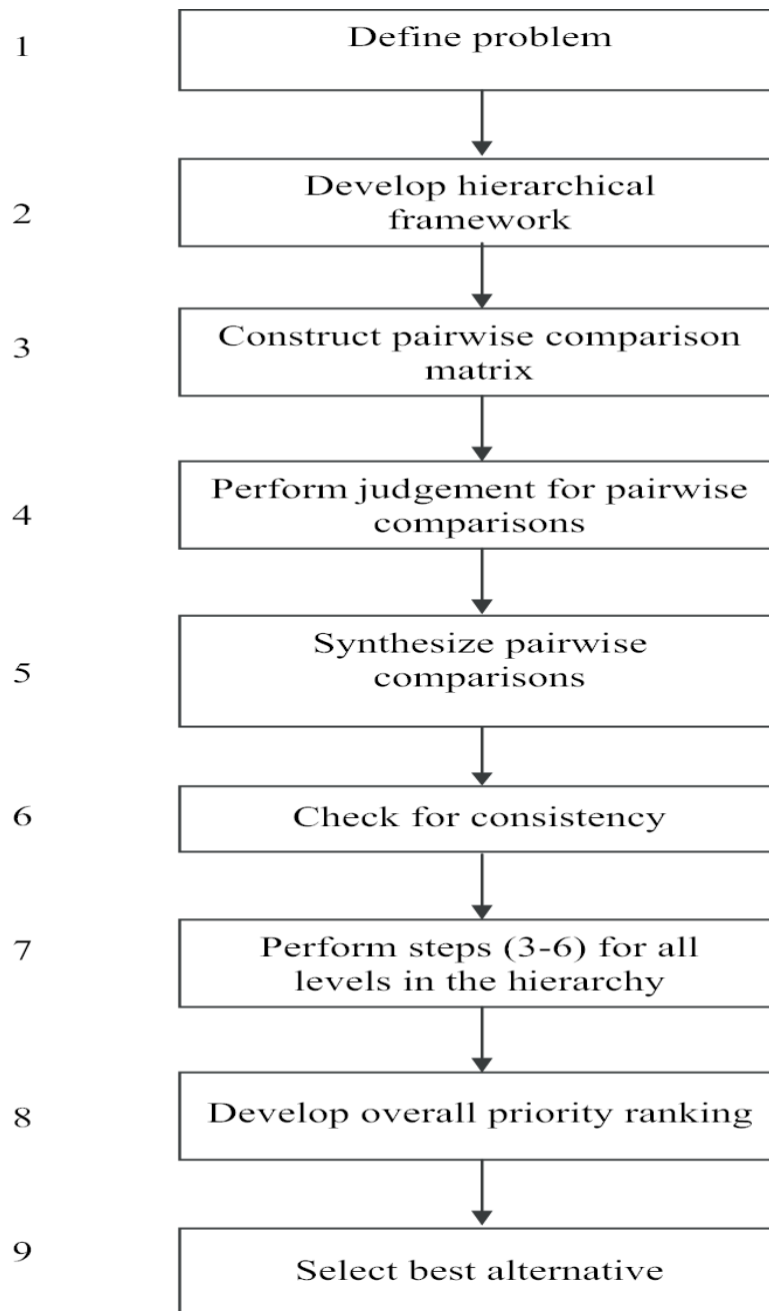 1
Define problem
2
Develop hierarchical
framework
3
Construct pairwise comparison
matrix
4
Perform judgement for pairwise
comparisons
5
Synthesize pairwise
comparisons
6
Check for consistency
7
Perform steps (3-6) for all
levels in the hierarchy
8
Develop overall priority ranking
9
Select best alternative